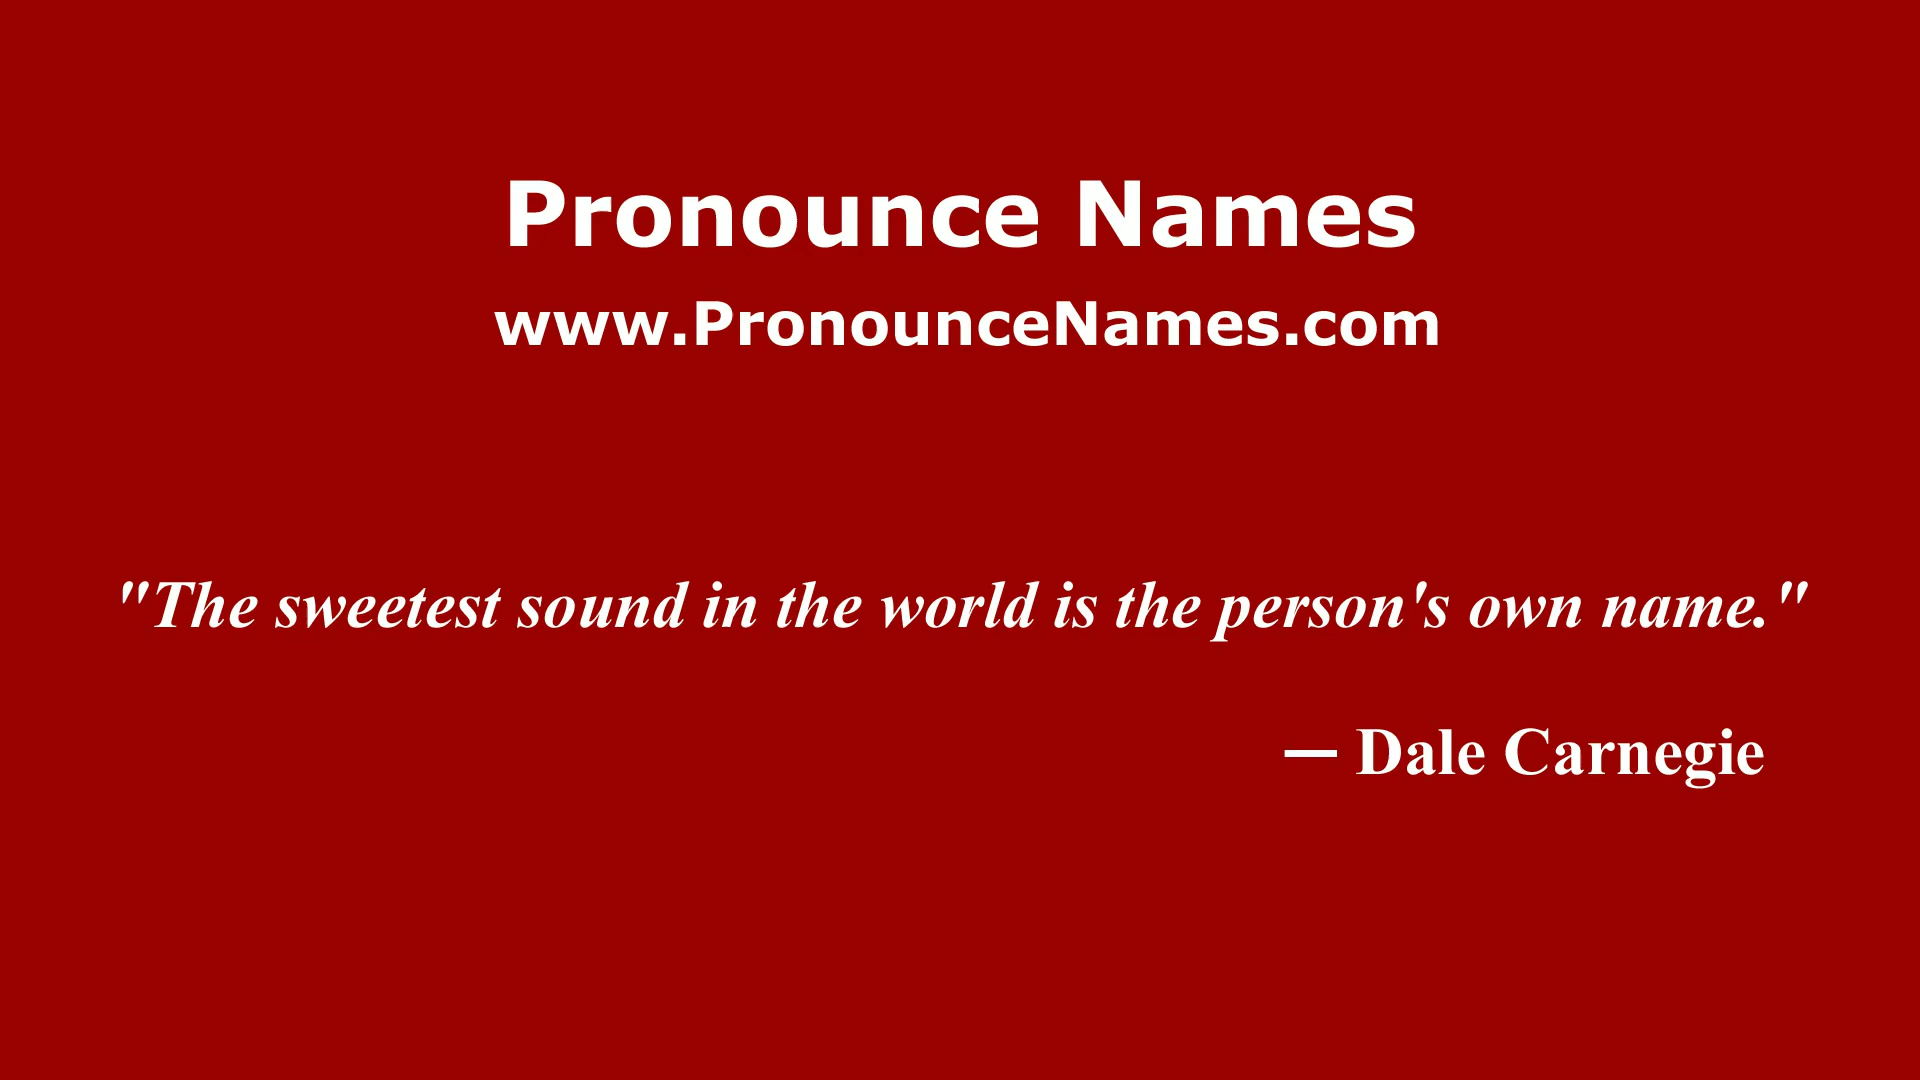 Pronounce Names
www.PronounceNames.com
"The sweetest sound in the world is the person's own name."
— Dale Carnegie